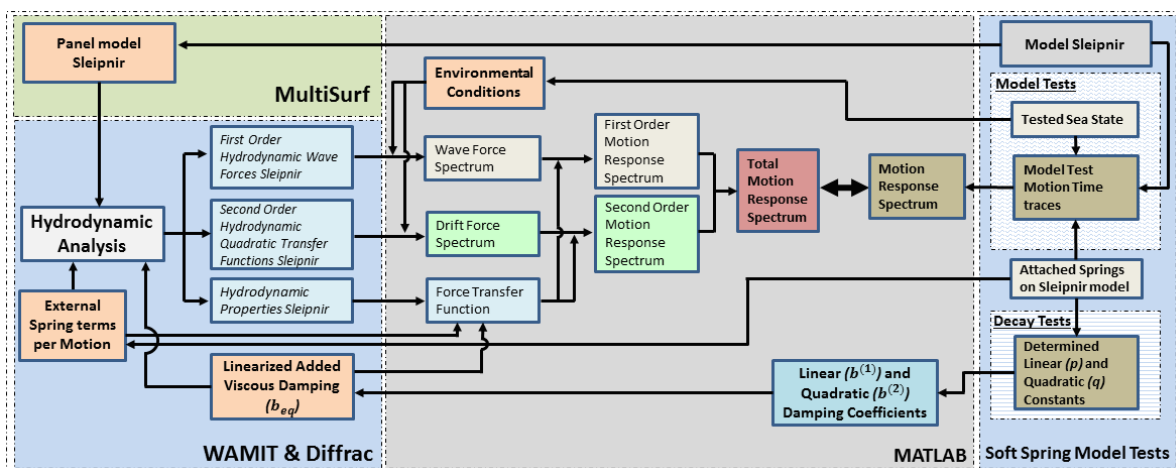 Panel model
Sleipnir
MultiSurf
Hydrodynamic
Analysis
External
Spring terms
per Motion
First Order
Hydrodynamic Wave
Forces Sleipnir
Second Order
Hydrodynamic
Quadratic Transfer
Functions Sleipnir
Hydrodynamic
Properties Sleipnir
Linearized Added
Viscous Damping
(b_eq)
WAMIT & Diffrac
Environmental
Conditions
Wave Force
Spectrum
Drift Force
Spectrum
Force Transfer
Function
First Order
Motion
Response
Spectrum
Second Order
Motion
Response
Spectrum
Total
Motion
Response
Spectrum
Motion
Response
Spectrum
Linear (b⁽¹⁾) and
Quadratic (b⁽²⁾)
Damping Coefficients
MATLAB
Model Sleipnir
Model Tests
Tested Sea State
Model Test
Motion Time
traces
Attached Springs
on Sleipnir model
Decay Tests
Determined
Linear (p) and
Quadratic (q)
Constants
Soft Spring Model Tests